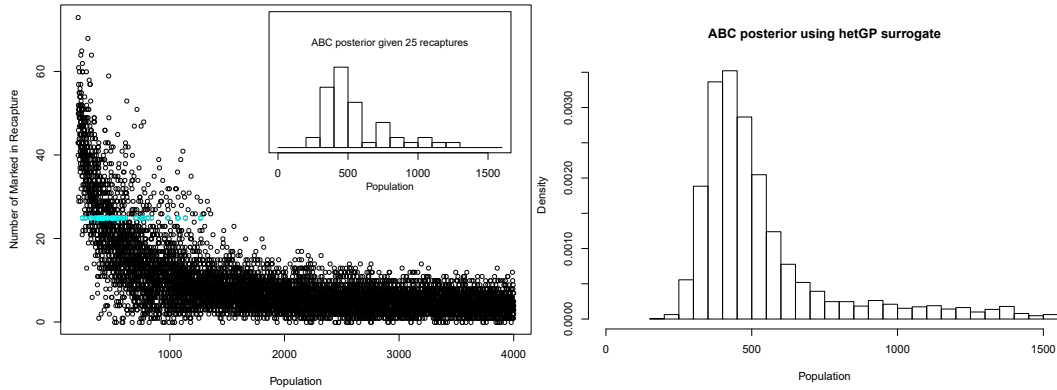 ABC posterior given 25 recaptures
0 500 1000 1500
Population
Number of Marked in Recapture
60
40
20
0
1000 2000 3000 4000
Population
ABC posterior using hetGP surrogate
Density
0.0030
0.0020
0.0010
0.0000
0 500 1000 1500
Population